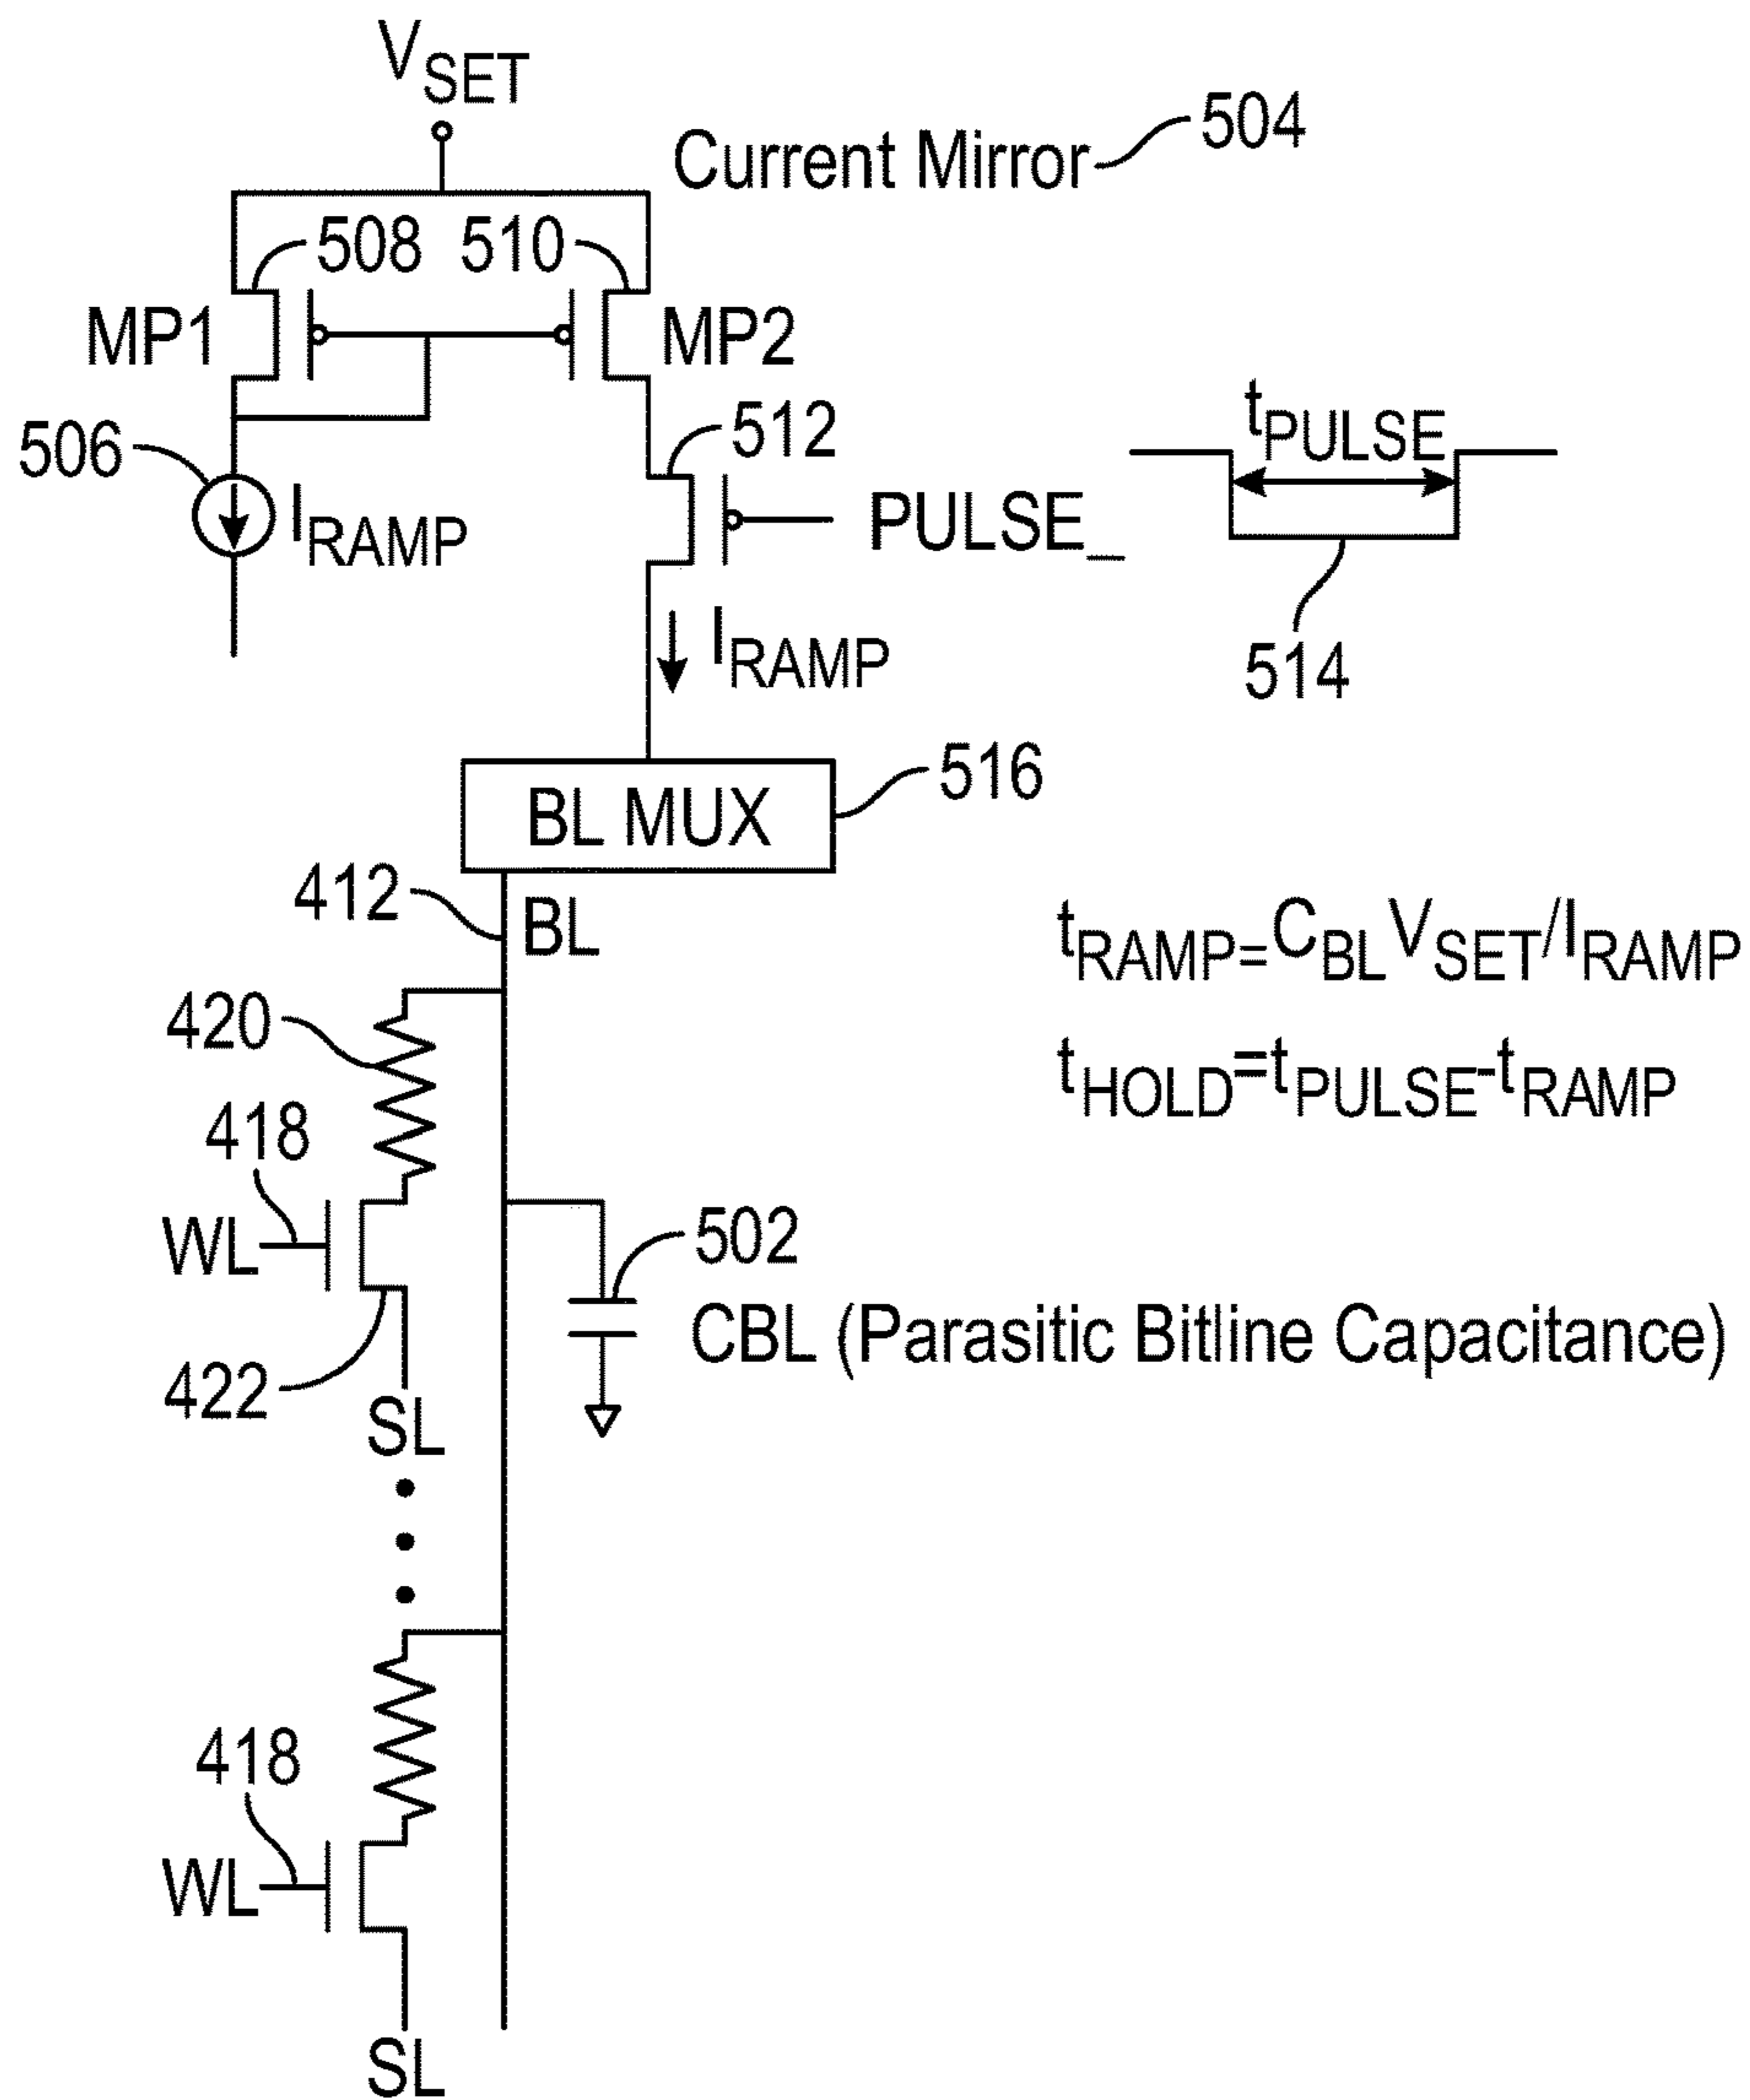 VSET
Current Mirror 504
508 510
MP1 MP2
506 IRAMP
512
PULSE_
tPULSE
514
IRAMP
BL MUX 516
412 BL
tRAMP=CBLVSET/IRAMP
tHOLD=tPULSE-tRAMP
420
418
WL
422
SL
502
CBL (Parasitic Bitline Capacitance)
418
WL
SL